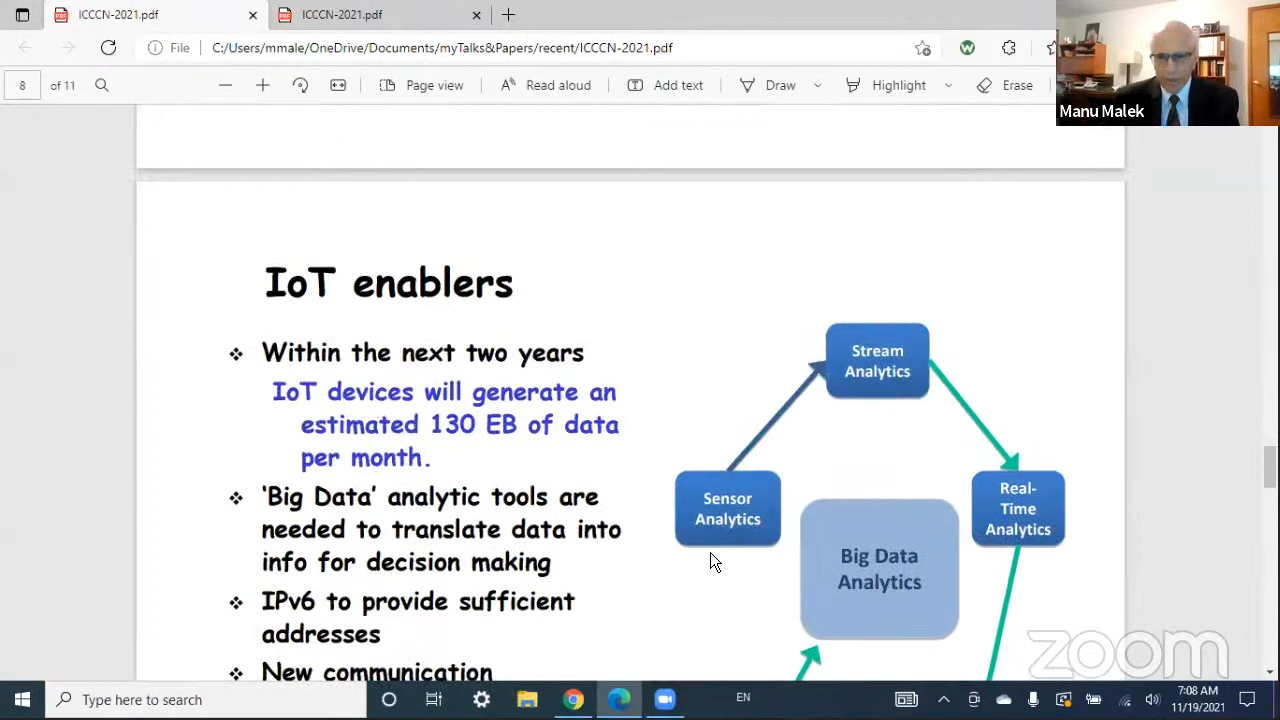 ICCCN-2021.pdf
ICCCN-2021.pdf
File
C:/Users/mmale/OneDrive/Documents/myTalks&Papers/recent/ICCCN-2021.pdf
W
8
of 11
Page view
Read aloud
Add text
Draw
Highlight
Erase
Manu Malek
IoT enablers
Within the next two years
IoT devices will generate an
estimated 130 EB of data
per month.
'Big Data' analytic tools are
needed to translate data into
info for decision making
IPv6 to provide sufficient
addresses
New communication
Stream
Analytics
Sensor
Analytics
Real-
Time
Analytics
Big Data
Analytics
zoom
Type here to search
EN
7:08 AM
11/19/2021